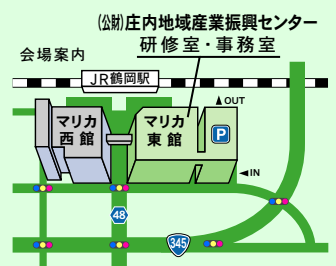 (公財)庄内地域産業振興センター
研修室・事務室
会場案内
JR鶴岡駅
▲OUT
マリカ
西館
マリカ
東館
P
◀IN
48
345